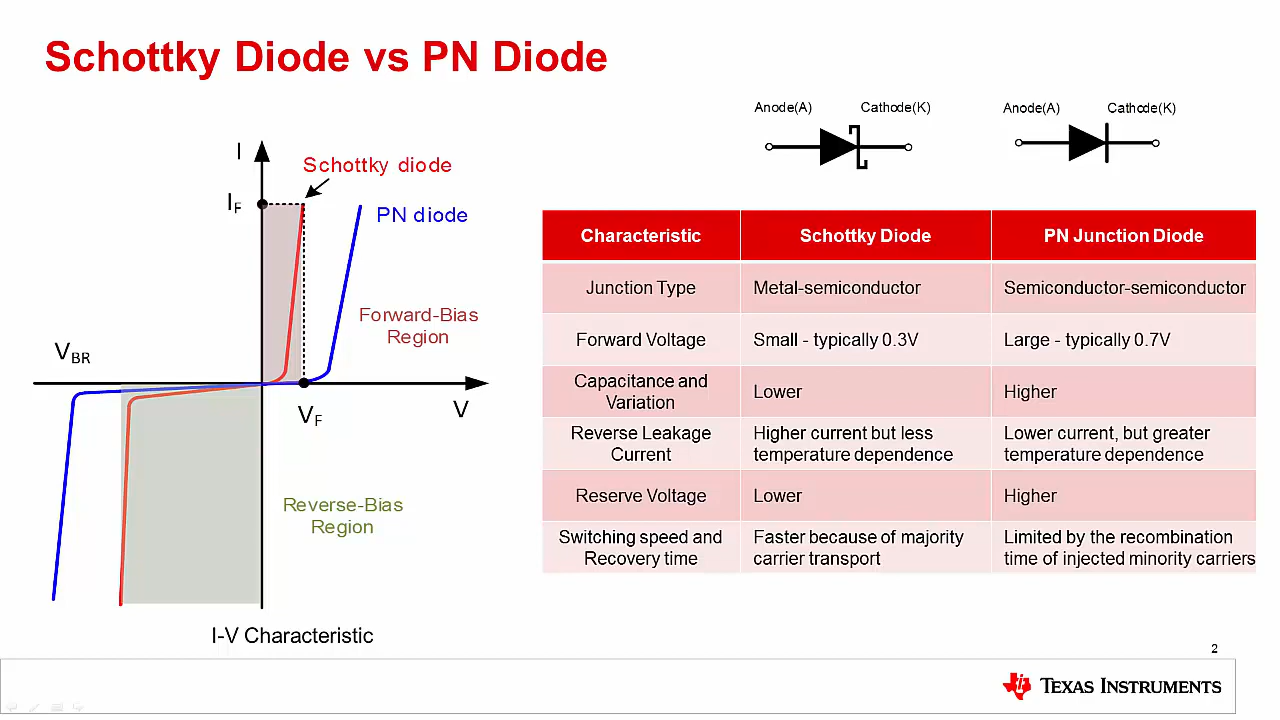 Schottky Diode vs PN Diode
Anode(A)
Cathode(K)
Anode(A)
Cathode(K)
I
Schottky diode
IF
PN diode
Forward-Bias
Region
VBR
VF
V
Reverse-Bias
Region
I-V Characteristic
Characteristic
Schottky Diode
PN Junction Diode
Junction Type
Metal-semiconductor
Semiconductor-semiconductor
Forward Voltage
Small - typically 0.3V
Large - typically 0.7V
Capacitance and
Variation
Lower
Higher
Reverse Leakage
Current
Higher current but less
temperature dependence
Lower current, but greater
temperature dependence
Reserve Voltage
Lower
Higher
Switching speed and
Recovery time
Faster because of majority
carrier transport
Limited by the recombination
time of injected minority carriers
2
TEXAS INSTRUMENTS